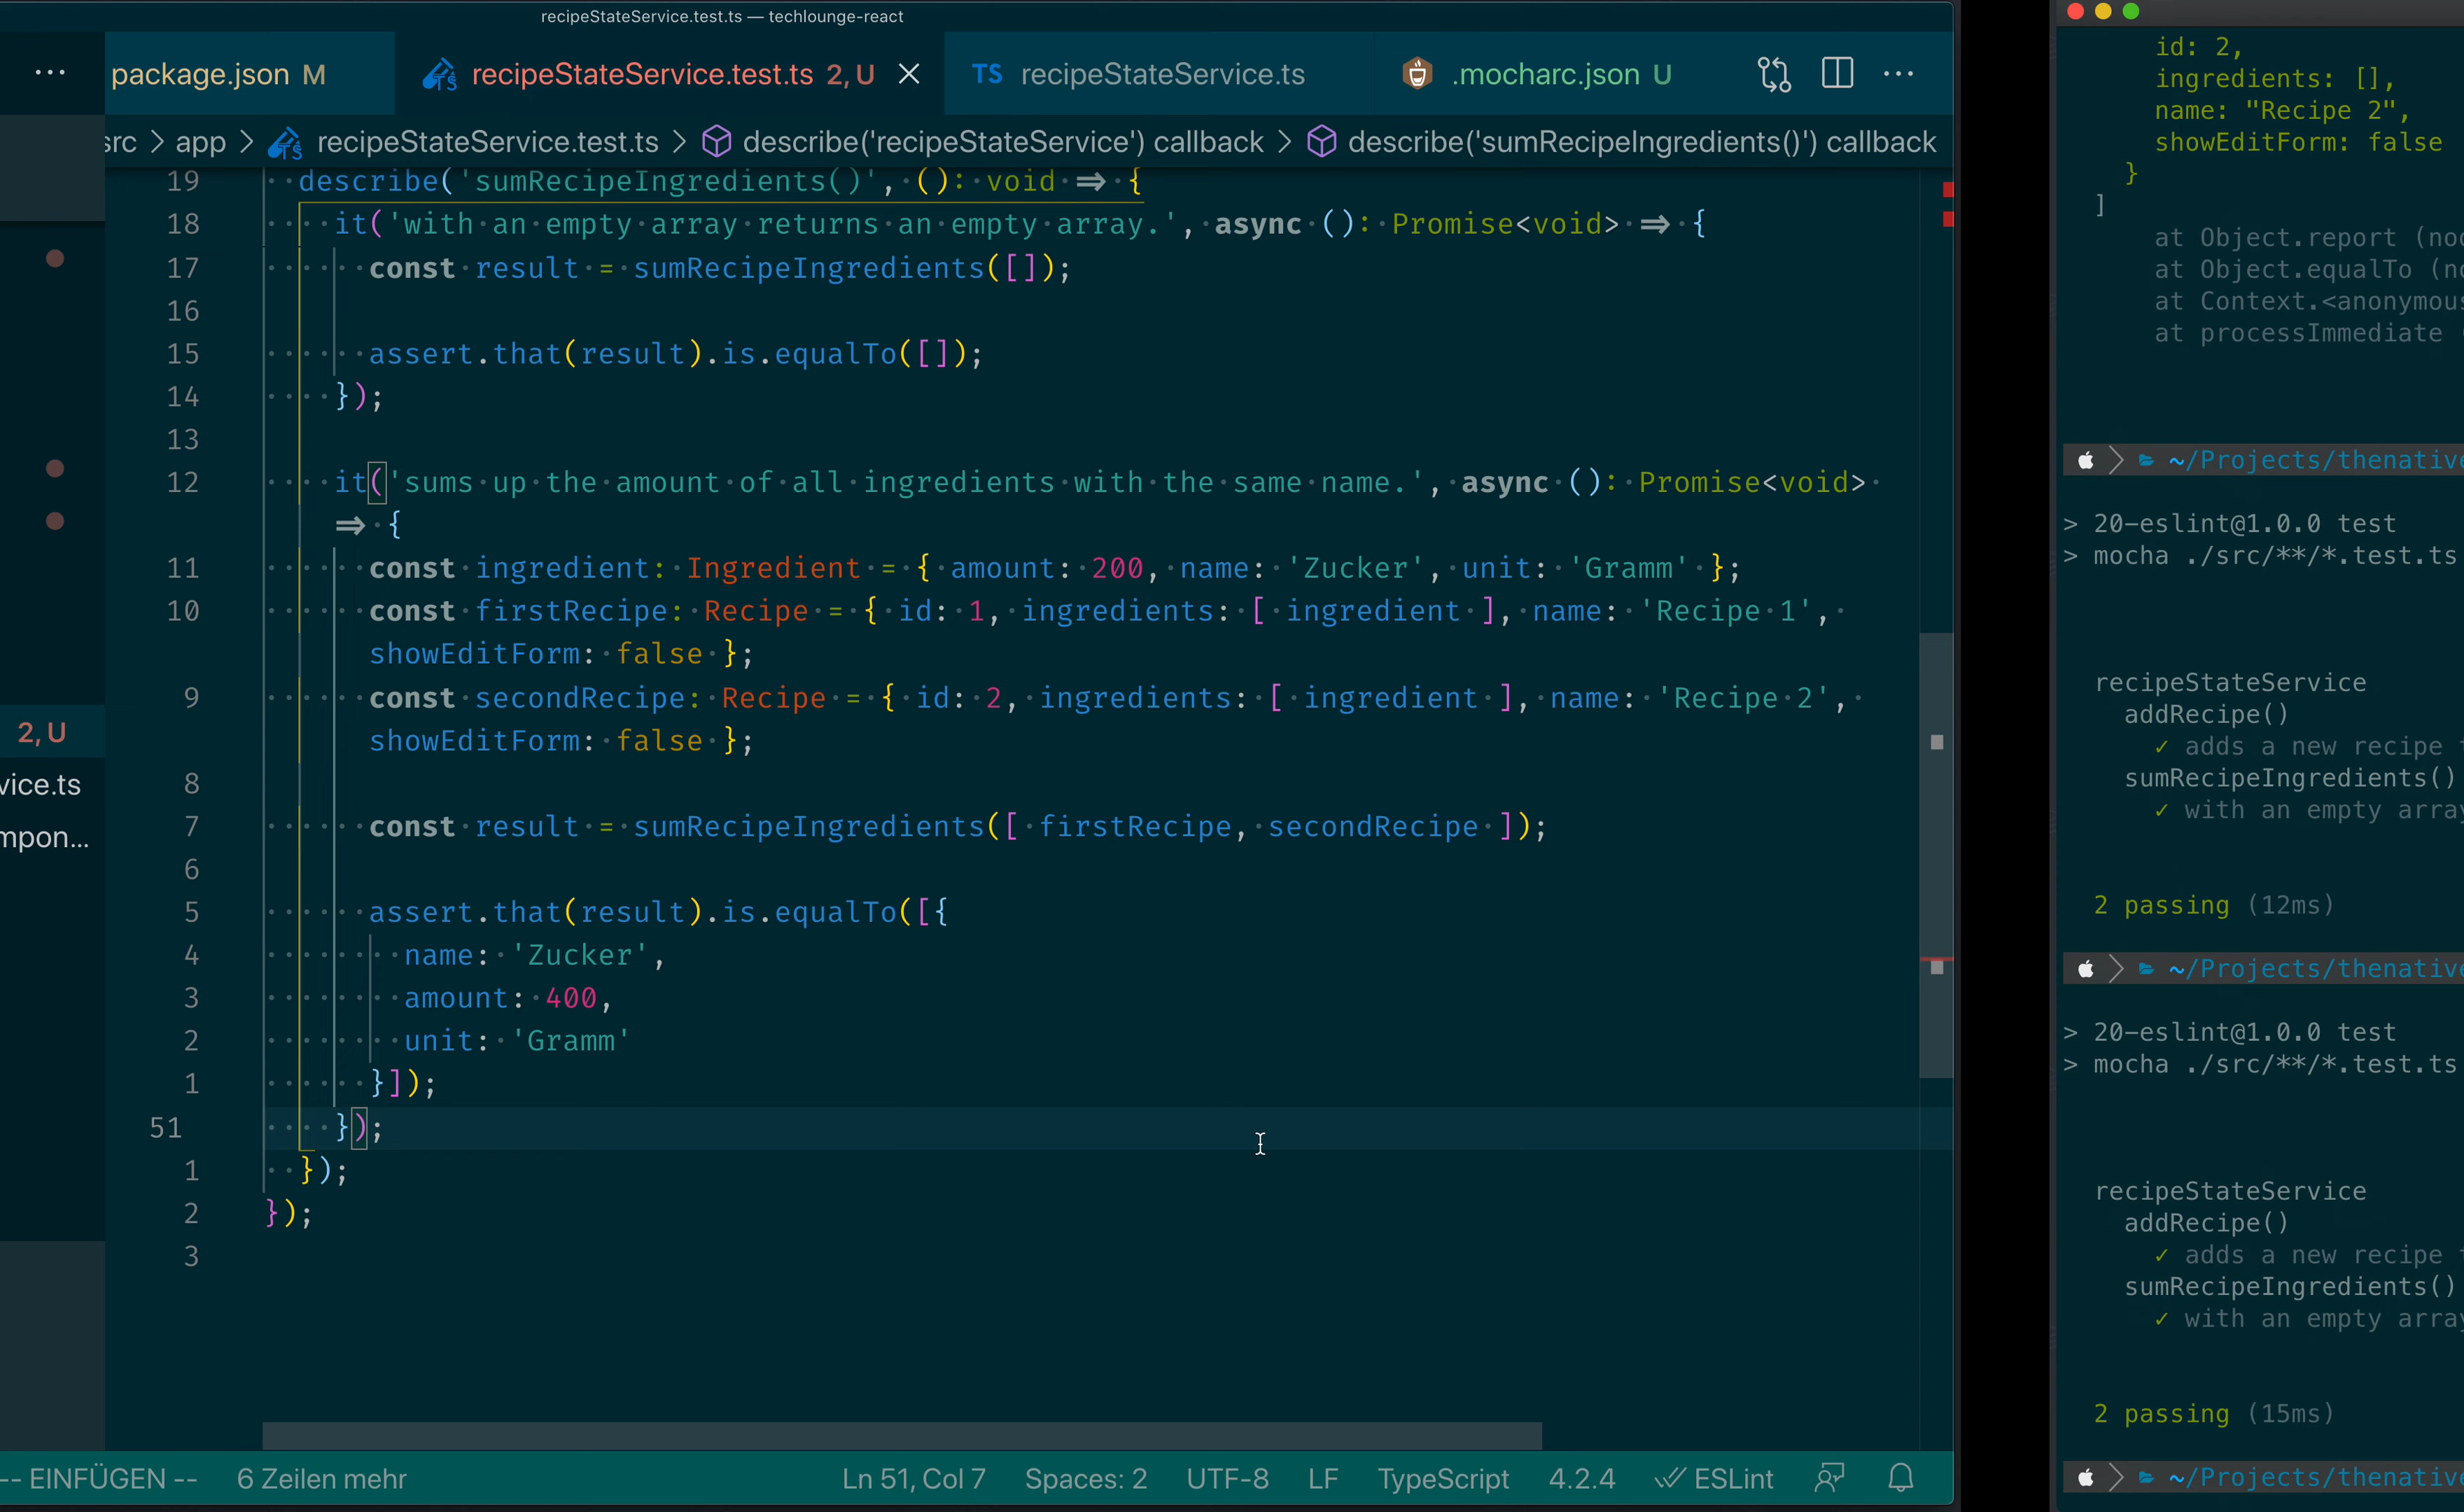 recipeStateService.test.ts — techlounge-react
package.json M
recipeStateService.test.ts 2, U
TS recipeStateService.ts
.mocharc.json U
src > app > recipeStateService.test.ts > describe('recipeStateService') callback > describe('sumRecipeIngredients()') callback
19 describe('sumRecipeIngredients()', (): void ⇒ {
18 it('with an empty array returns an empty array.', async (): Promise<void> ⇒ {
17 const result = sumRecipeIngredients([]);
16
15 assert.that(result).is.equalTo([]);
14 });
13
12 it('sums up the amount of all ingredients with the same name.', async (): Promise<void>
⇒ {
11 const ingredient: Ingredient = { amount: 200, name: 'Zucker', unit: 'Gramm' };
10 const firstRecipe: Recipe = { id: 1, ingredients: [ ingredient ], name: 'Recipe 1',
showEditForm: false };
9 const secondRecipe: Recipe = { id: 2, ingredients: [ ingredient ], name: 'Recipe 2',
showEditForm: false };
8
7 const result = sumRecipeIngredients([ firstRecipe, secondRecipe ]);
6
5 assert.that(result).is.equalTo([{
4 name: 'Zucker',
3 amount: 400,
2 unit: 'Gramm'
1 }]);
51 });
1 });
2 });
3
2, U
vice.ts
mpon...
-- EINFÜGEN --
6 Zeilen mehr
Ln 51, Col 7
Spaces: 2
UTF-8
LF
TypeScript
4.2.4
ESLint
id: 2,
ingredients: [],
name: "Recipe 2",
showEditForm: false
}
]
at Object.report (nod
at Object.equalTo (no
at Context.<anonymous
at processImmediate
~/Projects/thenative
> 20-eslint@1.0.0 test
> mocha ./src/**/*.test.ts
recipeStateService
addRecipe()
✓ adds a new recipe
sumRecipeIngredients()
✓ with an empty array
2 passing (12ms)
~/Projects/thenative
> 20-eslint@1.0.0 test
> mocha ./src/**/*.test.ts
recipeStateService
addRecipe()
✓ adds a new recipe
sumRecipeIngredients()
✓ with an empty array
2 passing (15ms)
~/Projects/thenative